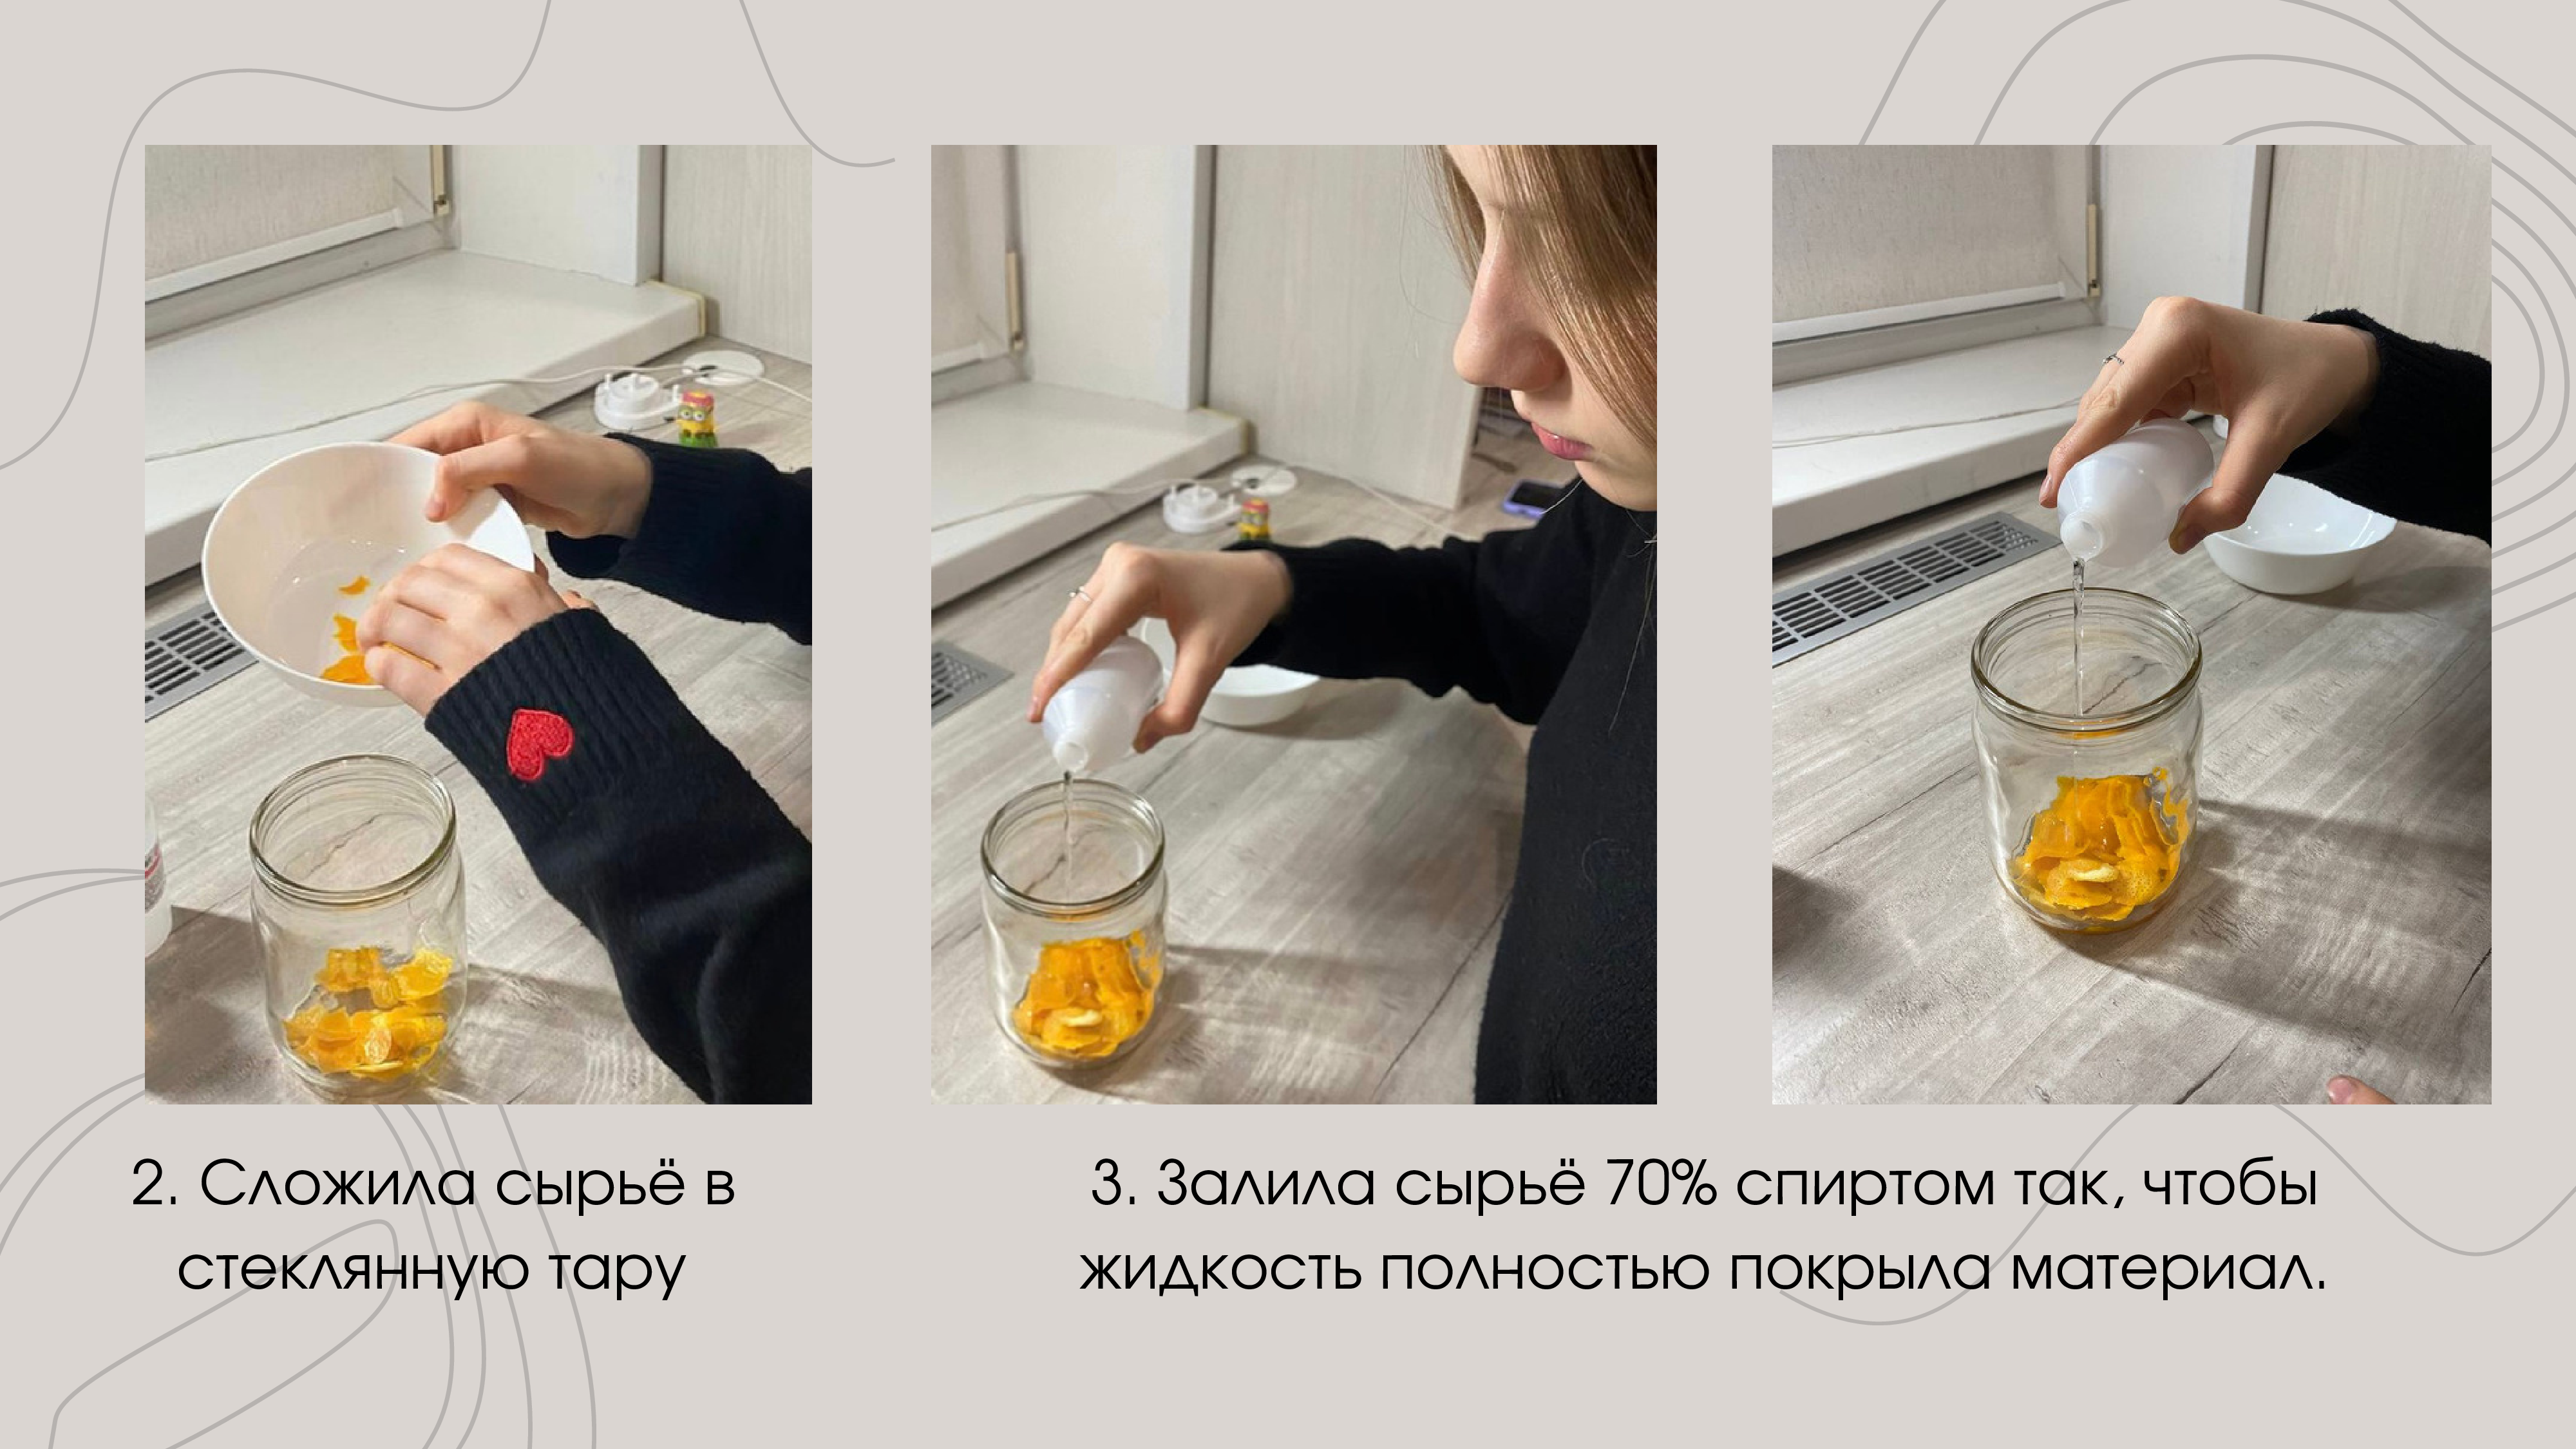 2. Сложила сырьё в
стеклянную тару
3. Залила сырьё 70% спиртом так, чтобы
жидкость полностью покрыла материал.